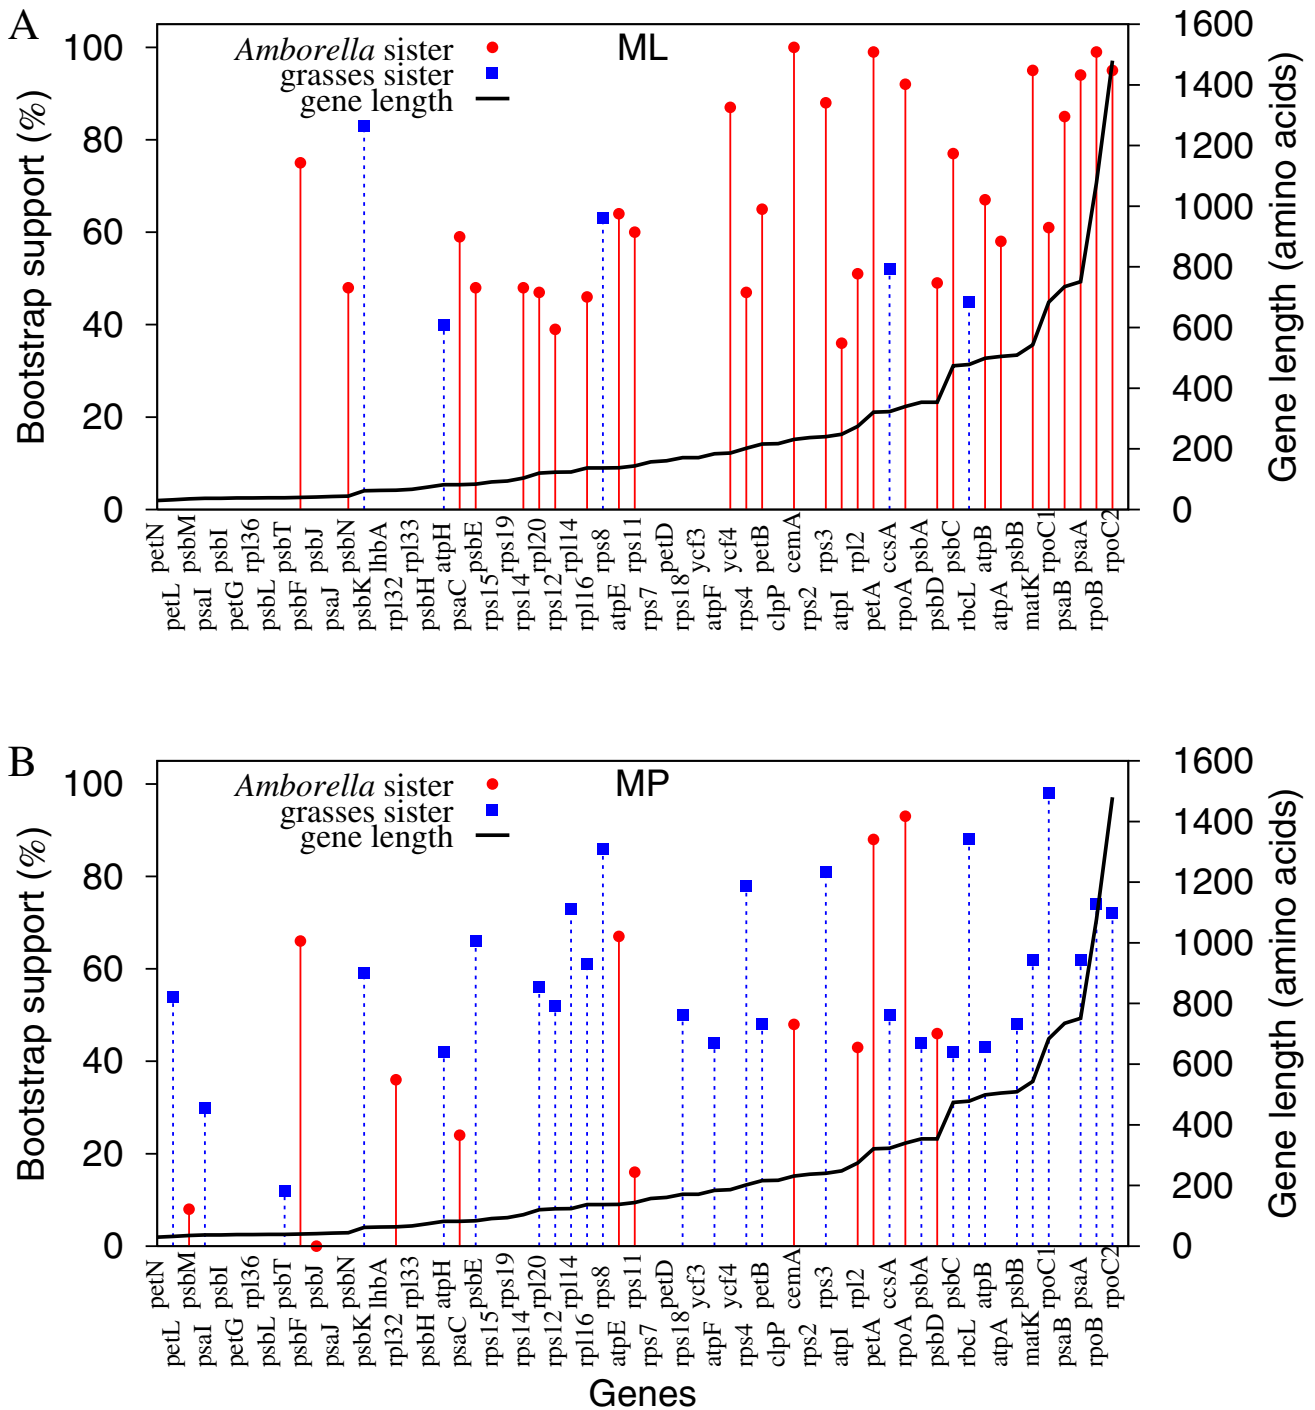 A
ML
Amborella sister
grasses sister
gene length
Bootstrap support (%)
100
80
60
40
20
0
Gene length (amino acids)
1600
1400
1200
1000
800
600
400
200
0
petN petL psbM psaI psbI petG rpl36 psbL psbT psbF psbJ psaJ psbN psbK lhbA rpl32 rpl33 psbH atpH psaC psbE rps15 rps19 rps14 rpl20 rps12 rpl14 rpl16 rps8 atpE rps11 rps7 petD rps18 ycf3 atpF ycf4 rps4 petB clpP cemA rps2 rps3 atpI rpl2 petA ccsA rpoA psbA psbD psbC rbcL atpB atpA psbB matK rpoC1 psaB psaA rpoB rpoC2
B
MP
Amborella sister
grasses sister
gene length
Bootstrap support (%)
100
80
60
40
20
0
Gene length (amino acids)
1600
1400
1200
1000
800
600
400
200
0
petN petL psbM psaI psbI petG rpl36 psbL psbT psbF psbJ psaJ psbN psbK lhbA rpl32 rpl33 psbH atpH psaC psbE rps15 rps19 rps14 rpl20 rps12 rpl14 rpl16 rps8 atpE rps11 rps7 petD rps18 ycf3 atpF ycf4 rps4 petB clpP cemA rps2 rps3 atpI rpl2 petA ccsA rpoA psbA psbD psbC rbcL atpB atpA psbB matK rpoC1 psaB psaA rpoB rpoC2
Genes